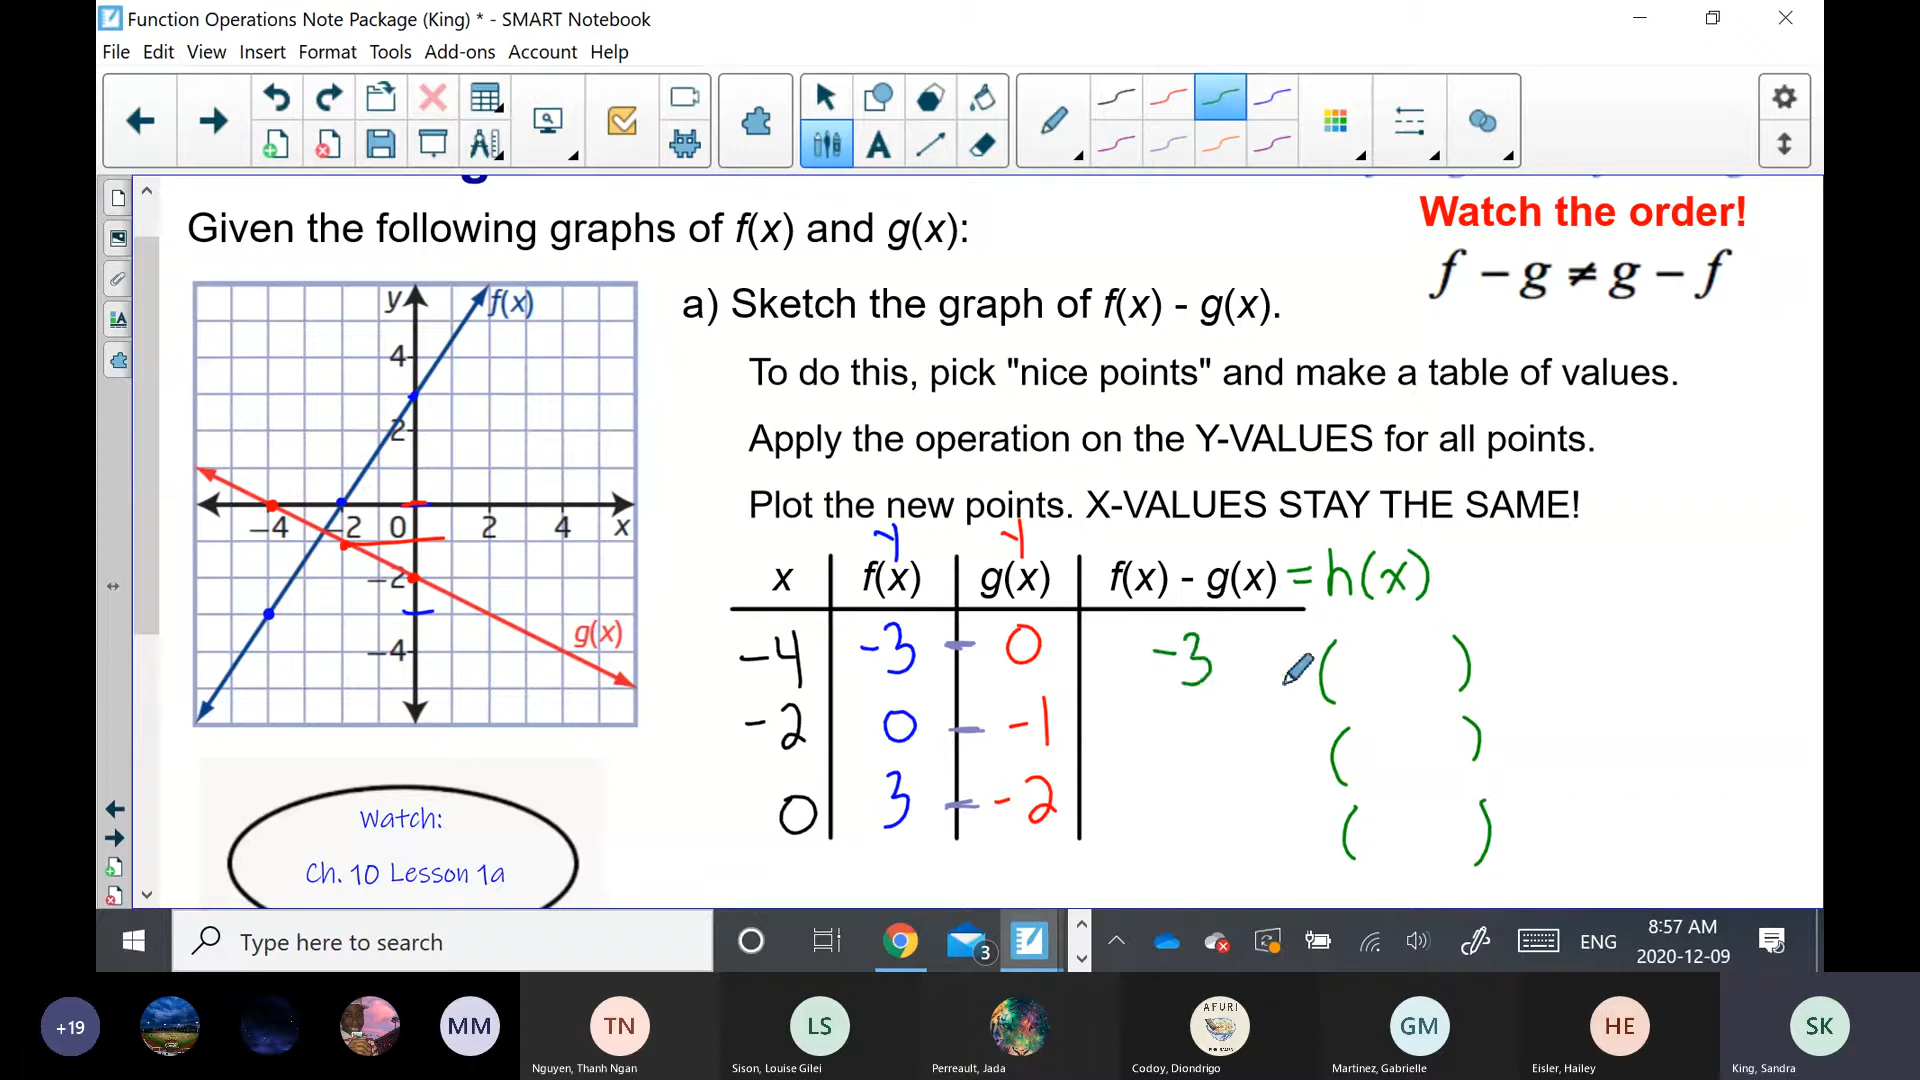 Function Operations Note Package (King) * - SMART Notebook
File Edit View Insert Format Tools Add-ons Account Help
Watch the order!
f - g ≠ g - f
Given the following graphs of f(x) and g(x):
a) Sketch the graph of f(x) - g(x).
To do this, pick "nice points" and make a table of values.
Apply the operation on the Y-VALUES for all points.
Plot the new points. X-VALUES STAY THE SAME!
y f(x)
4
2
-4 -2 0 2 4 x
-2
g(x)
-4
y y
x f(x) g(x) f(x) - g(x) = h(x)
-4 -3 - 0 -3 ( )
-2 0 - -1 ( )
0 3 - -2 ( )
Watch:
Ch. 10 Lesson 1a
Type here to search
3
ENG
8:57 AM
2020-12-09
+19 MM TN LS AFURI GM HE SK
Nguyen, Thanh Ngan Sison, Louise Gilei Perreault, Jada Codoy, Diondrigo Martinez, Gabrielle Eisler, Hailey King, Sandra